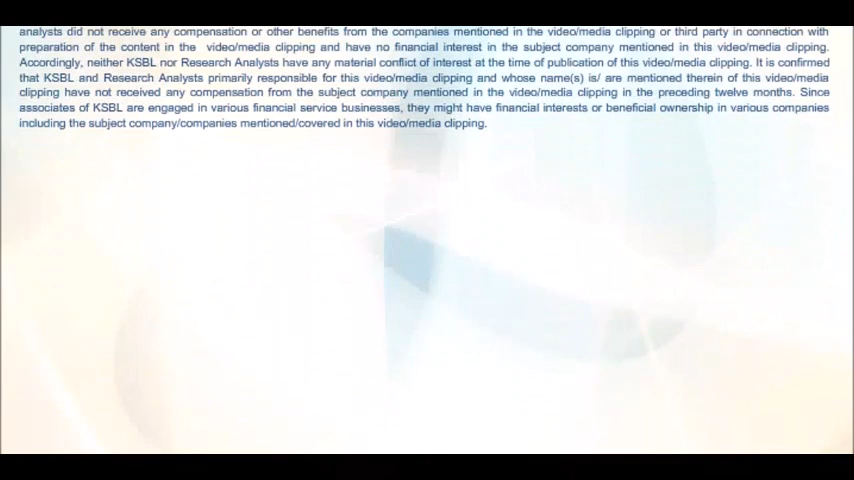 analysts did not receive any compensation or other benefits from the companies mentioned in the video/media clipping or third party in connection with
preparation of the content in the video/media clipping and have no financial interest in the subject company mentioned in this video/media clipping.
Accordingly, neither KSBL nor Research Analysts have any material conflict of interest at the time of publication of this video/media clipping. It is confirmed
that KSBL and Research Analysts primarily responsible for this video/media clipping and whose name(s) is/ are mentioned therein of this video/media
clipping have not received any compensation from the subject company mentioned in the video/media clipping in the preceding twelve months. Since
associates of KSBL are engaged in various financial service businesses, they might have financial interests or beneficial ownership in various companies
including the subject company/companies mentioned/covered in this video/media clipping.